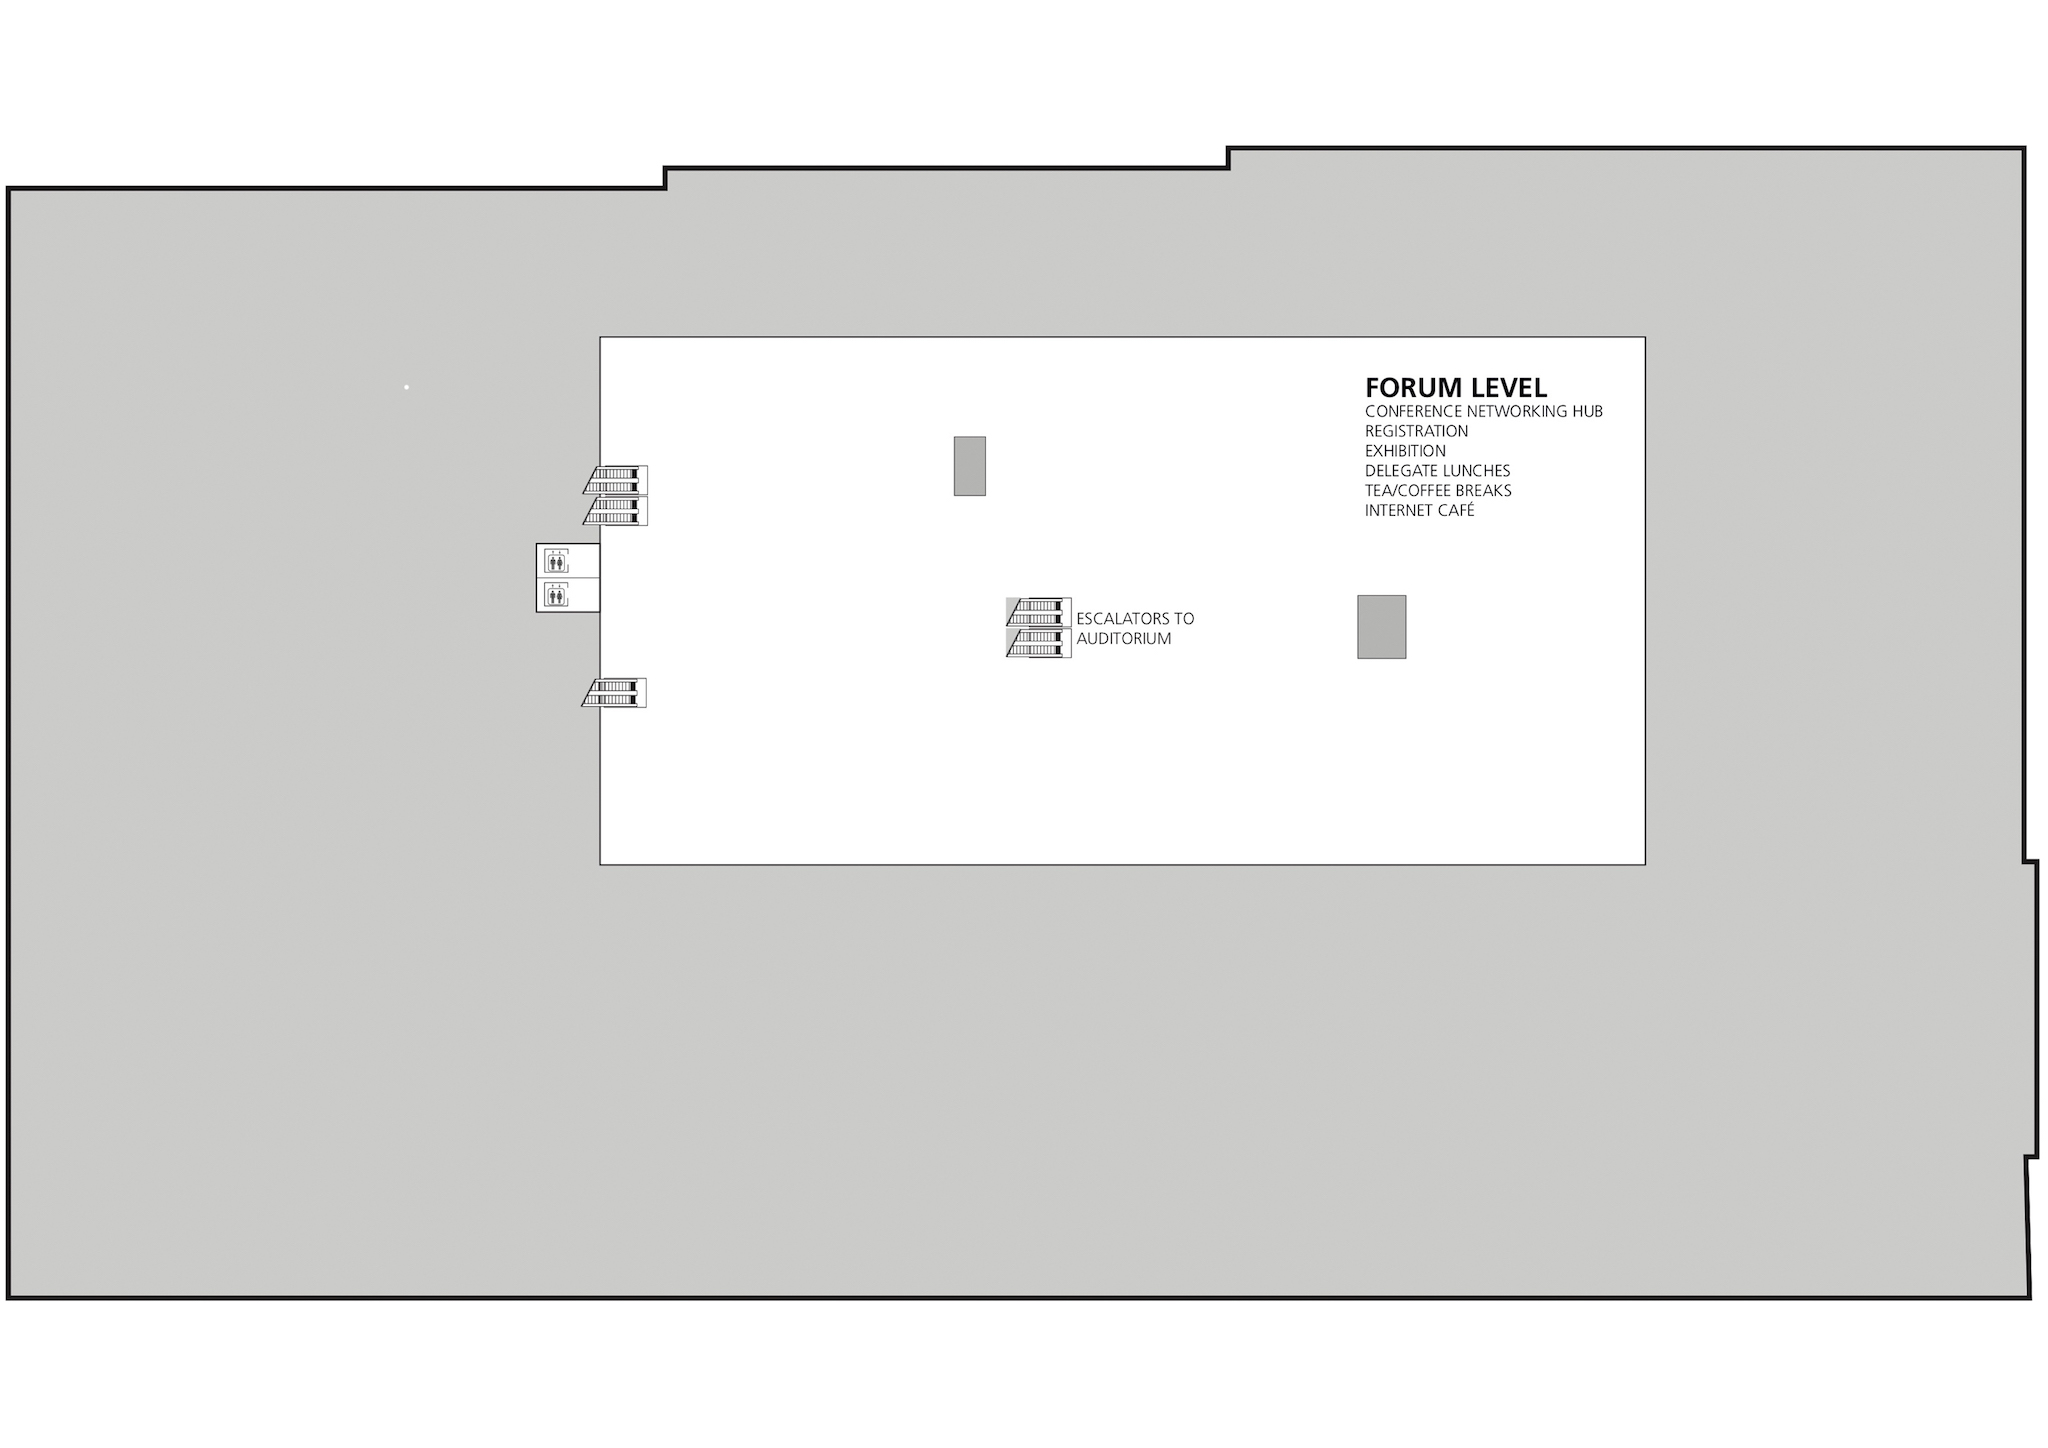 FORUM LEVEL
CONFERENCE NETWORKING HUB
REGISTRATION
EXHIBITION
DELEGATE LUNCHES
TEA/COFFEE BREAKS
INTERNET CAFÉ
ESCALATORS TO
AUDITORIUM